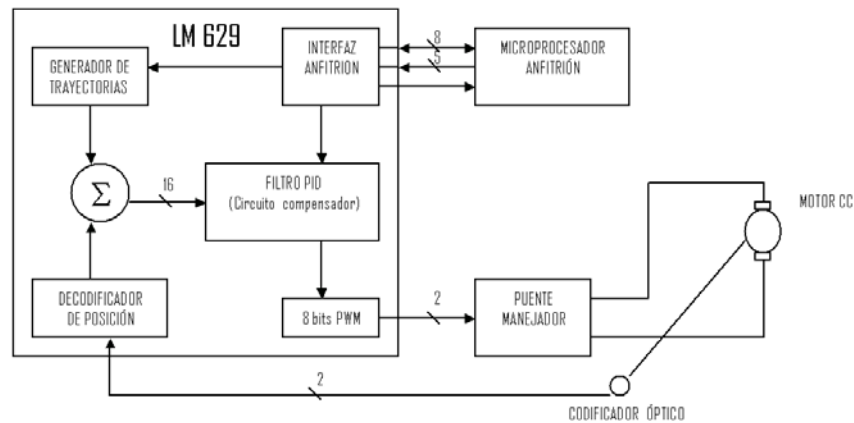 LM 629
GENERADOR DE
TRAYECTORIAS
INTERFAZ
ANFITRION
8
5
MICROPROCESADOR
ANFITRIÓN
Σ
16
FILTRO PID
(Circuito compensador)
MOTOR CC
DECODIFICADOR
DE POSICIÓN
8 bits PWM
2
PUENTE
MANEJADOR
2
CODIFICADOR ÓPTICO